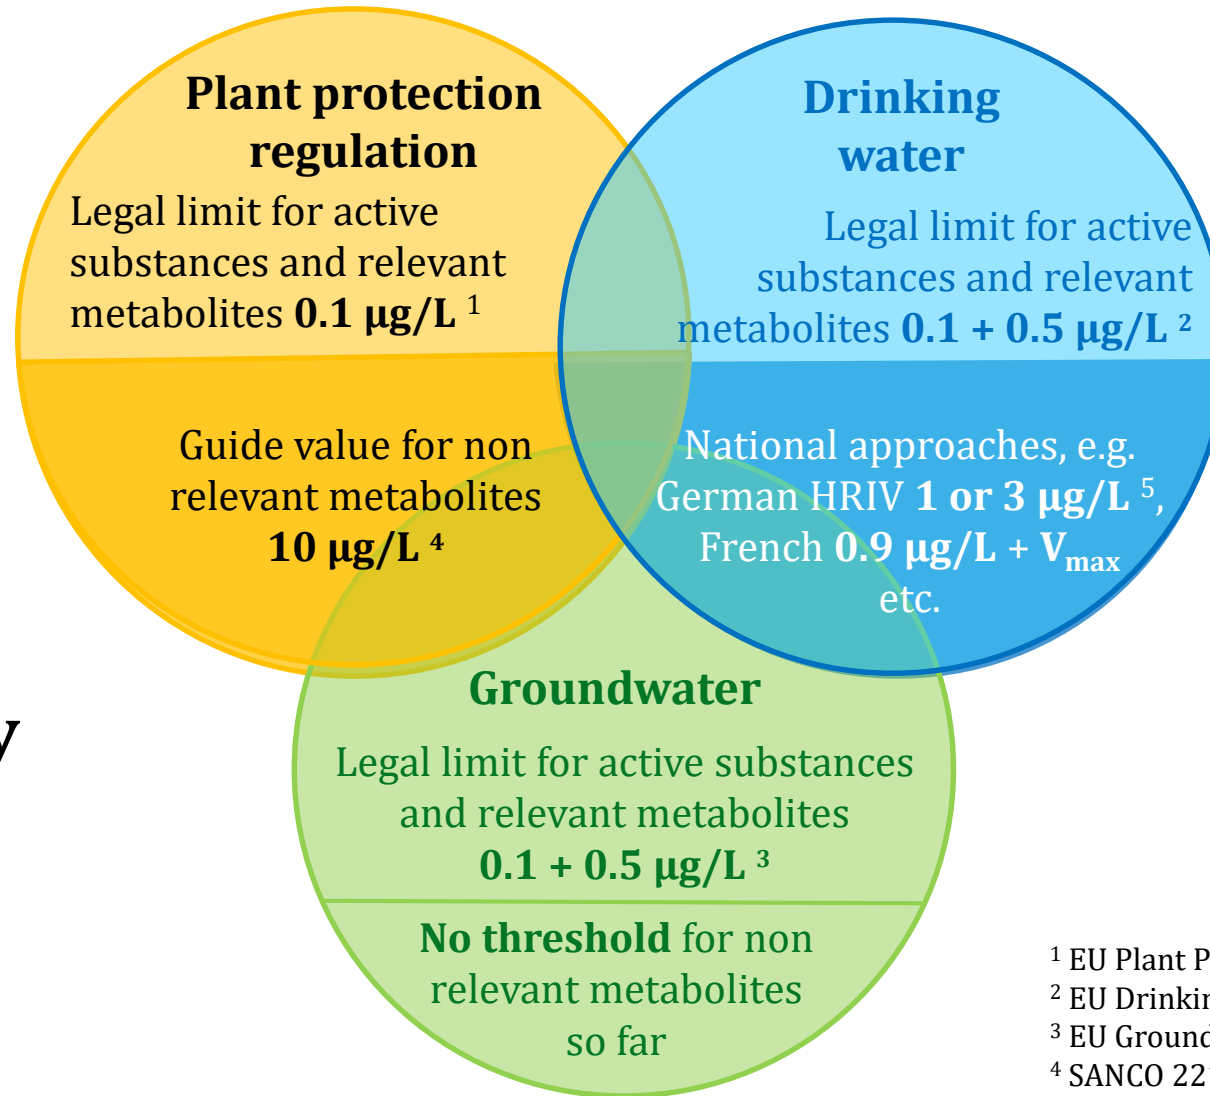 Plant protection
regulation
Legal limit for active
substances and relevant
metabolites 0.1 µg/L ¹
Guide value for non
relevant metabolites
10 µg/L ⁴
Drinking
water
Legal limit for active
substances and relevant
metabolites 0.1 + 0.5 µg/L ²
National approaches, e.g.
German HRIV 1 or 3 µg/L ⁵,
French 0.9 µg/L + Vmax
etc.
Groundwater
Legal limit for active substances
and relevant metabolites
0.1 + 0.5 µg/L ³
No threshold for non
relevant metabolites
so far
y
¹ EU Plant P
² EU Drinkin
³ EU Ground
⁴ SANCO 22